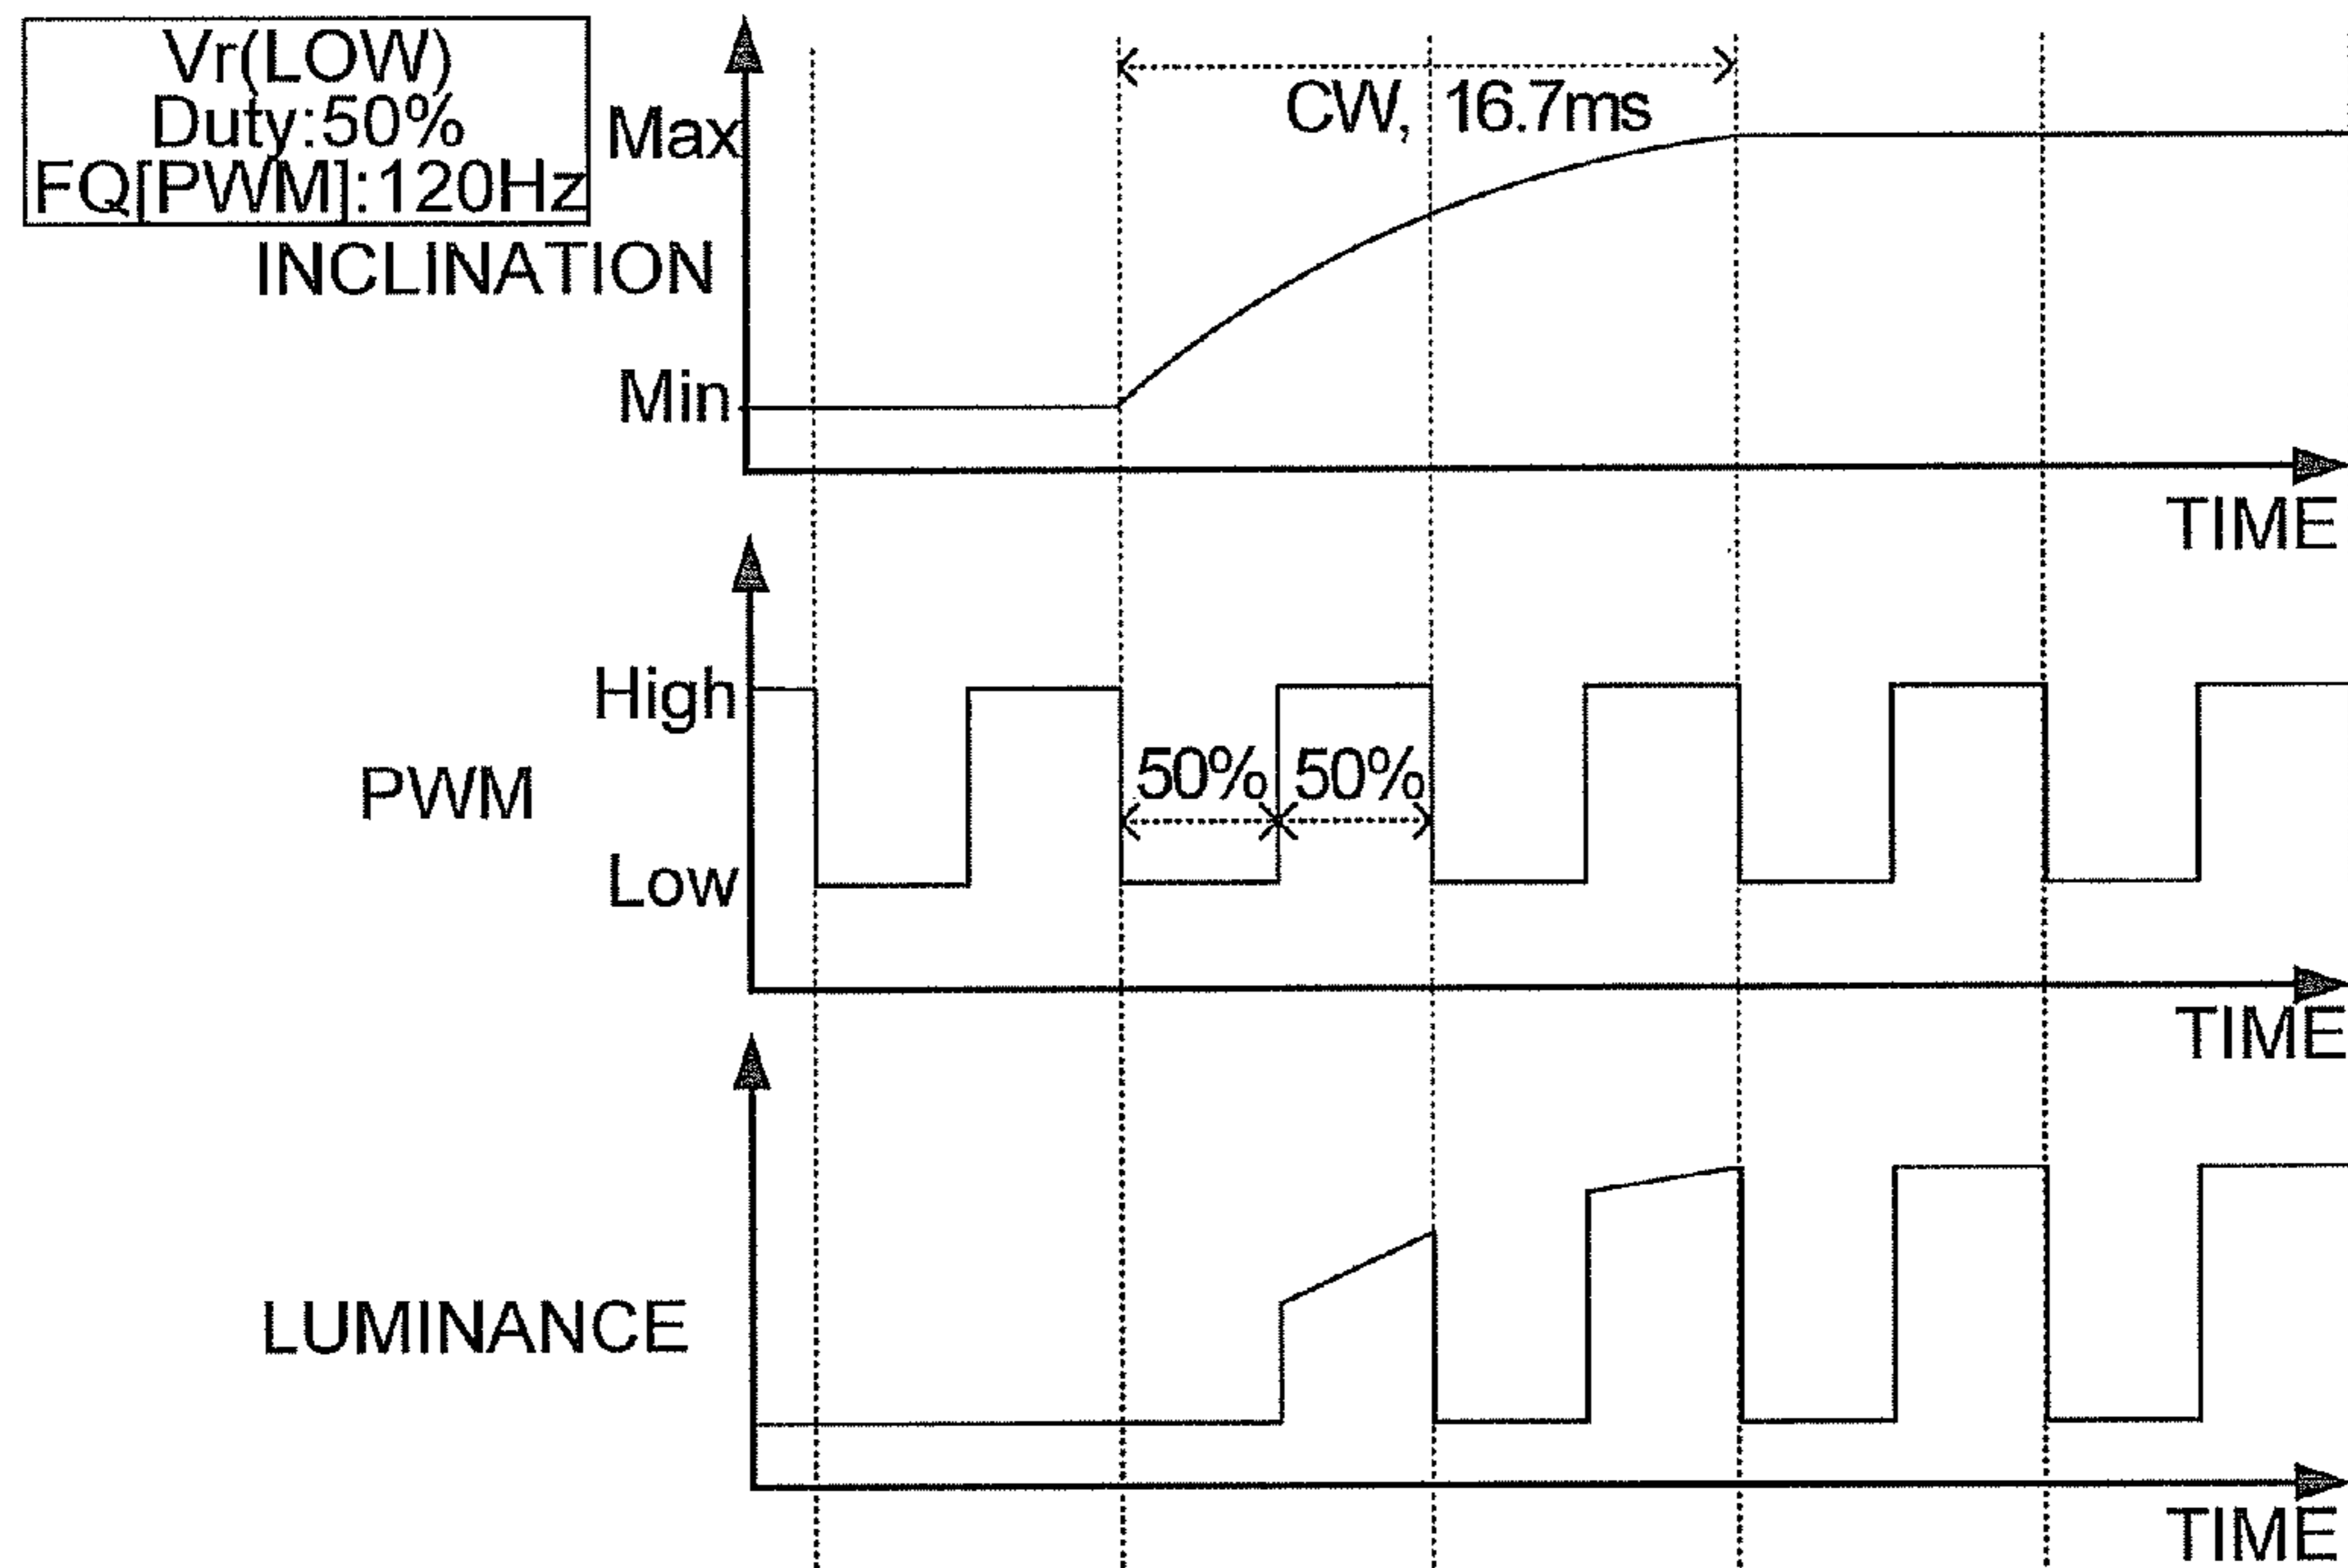 Vr(LOW)
Duty:50%
FQ[PWM]:120Hz
INCLINATION
Max
Min
CW, 16.7ms
TIME
PWM
High
Low
50% 50%
TIME
LUMINANCE
TIME